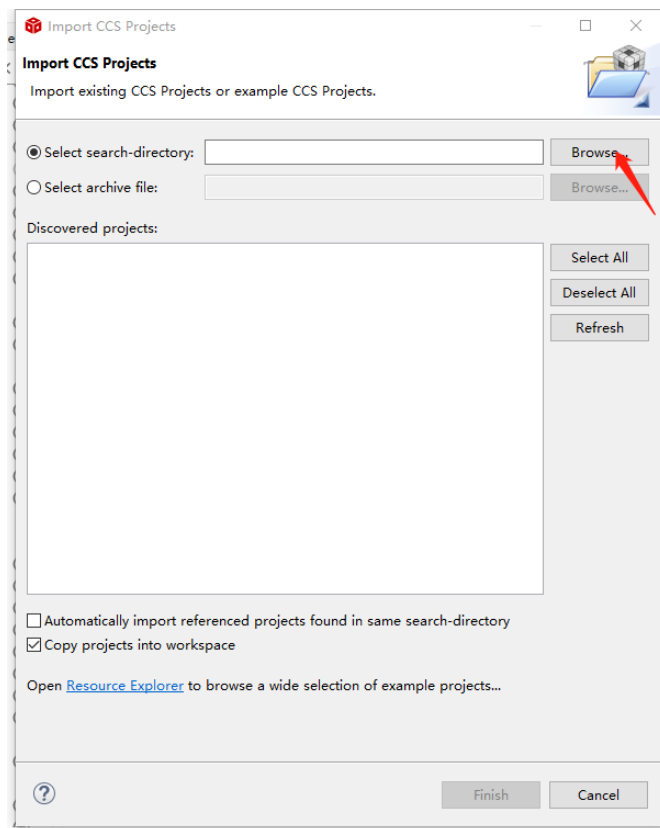 Import CCS Projects
Import CCS Projects
Import existing CCS Projects or example CCS Projects.
Select search-directory: Browse...
Select archive file: Browse...
Discovered projects:
Select All
Deselect All
Refresh
Automatically import referenced projects found in same search-directory
Copy projects into workspace
Open Resource Explorer to browse a wide selection of example projects...
? Finish Cancel